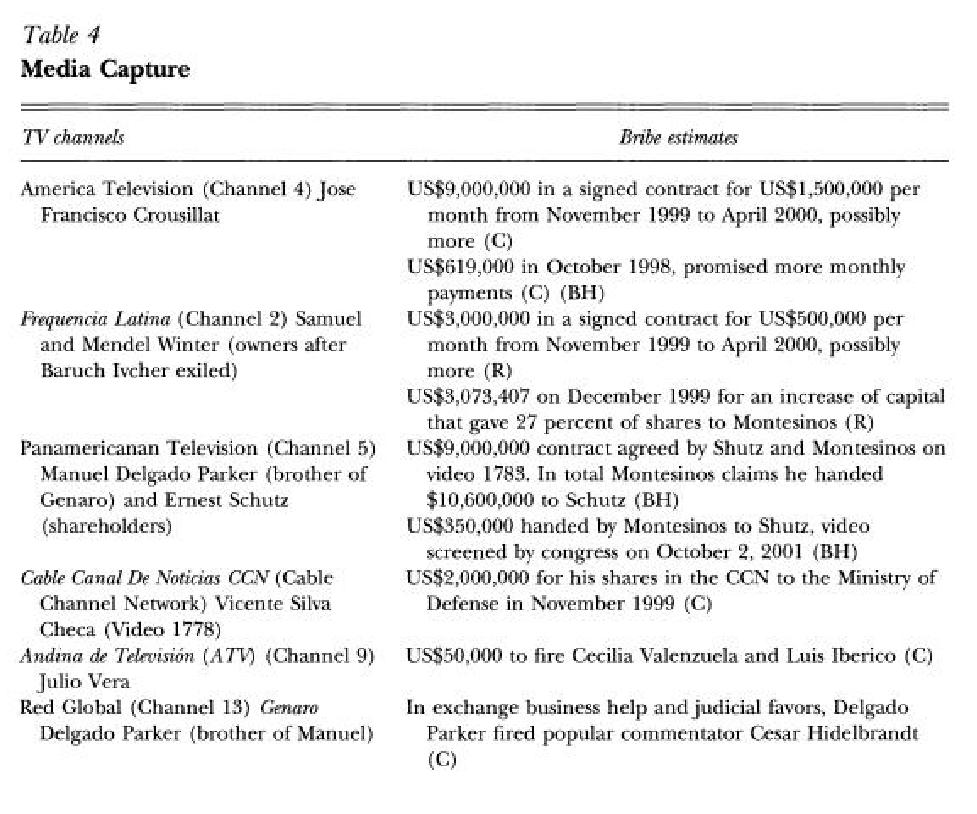 Table 4
Media Capture
TV channels
Bribe estimates
America Television (Channel 4) Jose
Francisco Crousillat
US$9,000,000 in a signed contract for US$1,500,000 per
month from November 1999 to April 2000, possibly
more (C)
US$619,000 in October 1998, promised more monthly
payments (C) (BH)
Frequencia Latina (Channel 2) Samuel
and Mendel Winter (owners after
Baruch Ivcher exiled)
US$3,000,000 in a signed contract for US$500,000 per
month from November 1999 to April 2000, possibly
more (R)
US$3,073,407 on December 1999 for an increase of capital
that gave 27 percent of shares to Montesinos (R)
Panamericanan Television (Channel 5)
Manuel Delgado Parker (brother of
Genaro) and Ernest Schutz
(shareholders)
US$9,000,000 contract agreed by Shutz and Montesinos on
video 1783. In total Montesinos claims he handed
$10,600,000 to Schutz (BH)
US$350,000 handed by Montesinos to Shutz, video
screened by congress on October 2, 2001 (BH)
Cable Canal De Noticias CCN (Cable
Channel Network) Vicente Silva
Checa (Video 1778)
US$2,000,000 for his shares in the CCN to the Ministry of
Defense in November 1999 (C)
Andina de Televisión (ATV) (Channel 9)
Julio Vera
US$50,000 to fire Cecilia Valenzuela and Luis Iberico (C)
Red Global (Channel 13) Genaro
Delgado Parker (brother of Manuel)
In exchange business help and judicial favors, Delgado
Parker fired popular commentator Cesar Hidelbrandt
(C)